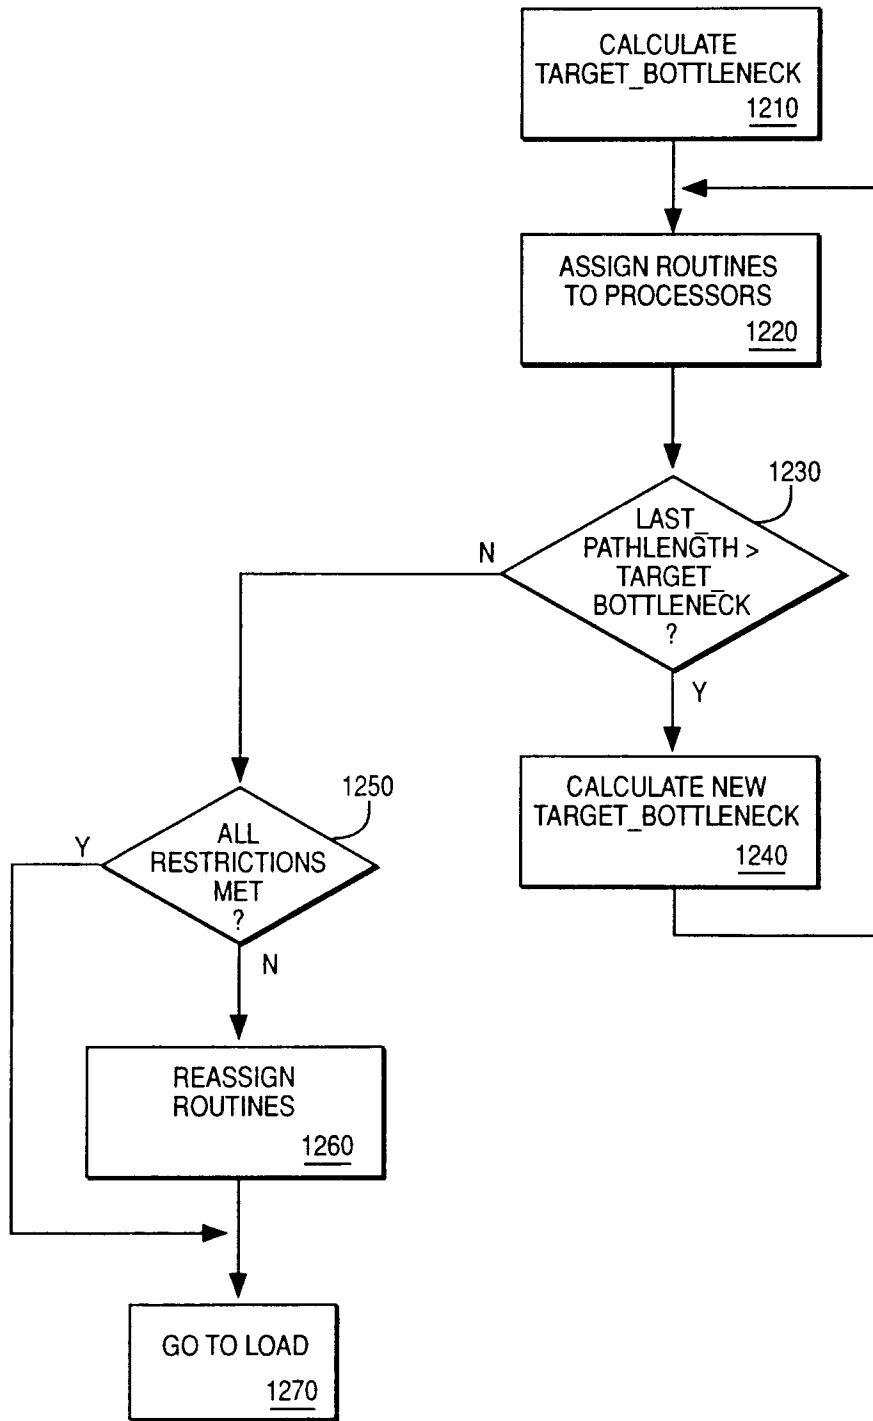 CALCULATE
TARGET_BOTTLENECK
1210
ASSIGN ROUTINES
TO PROCESSORS
1220
1230
LAST_
PATHLENGTH >
TARGET_
BOTTLENECK
?
N
Y
CALCULATE NEW
TARGET_BOTTLENECK
1240
1250
ALL
RESTRICTIONS
MET
?
Y
N
REASSIGN
ROUTINES
1260
GO TO LOAD
1270